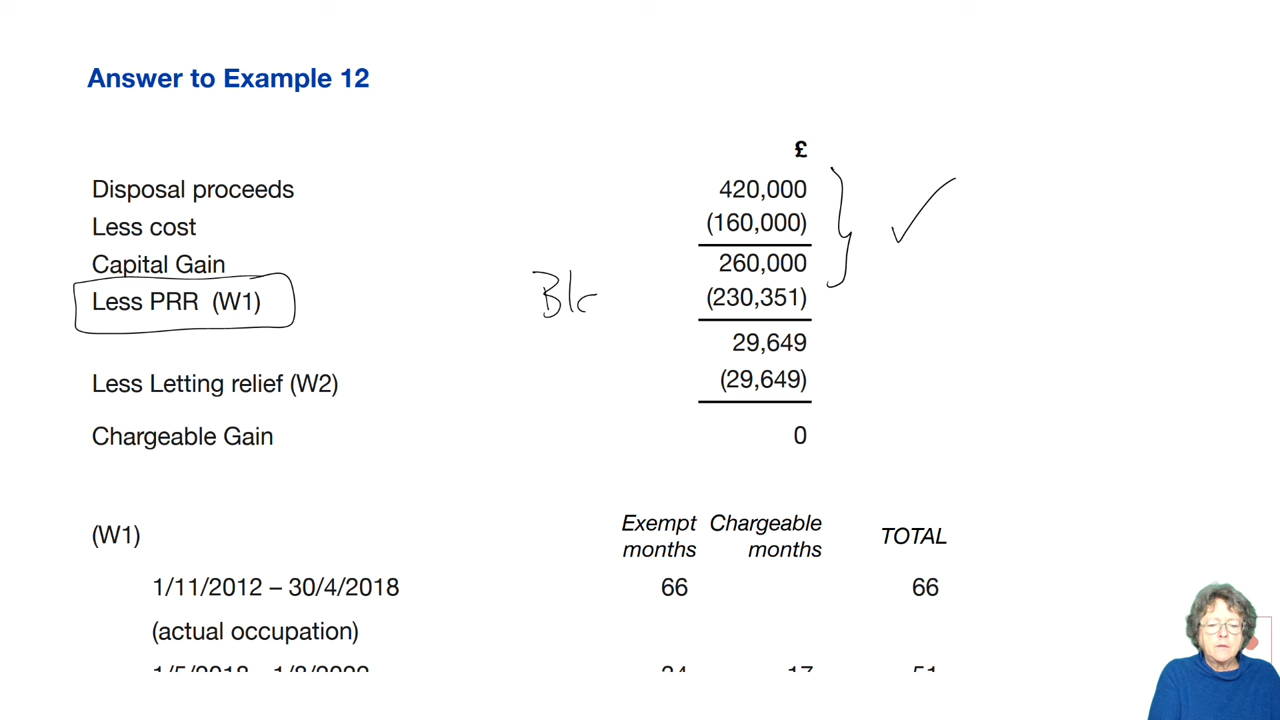 Answer to Example 12
£
Disposal proceeds 420,000
Less cost (160,000)
Capital Gain 260,000
Less PRR (W1) (230,351)
29,649
Less Letting relief (W2) (29,649)
Chargeable Gain 0
(W1) Exempt months Chargeable months TOTAL
1/11/2012 – 30/4/2018 66 66
(actual occupation)